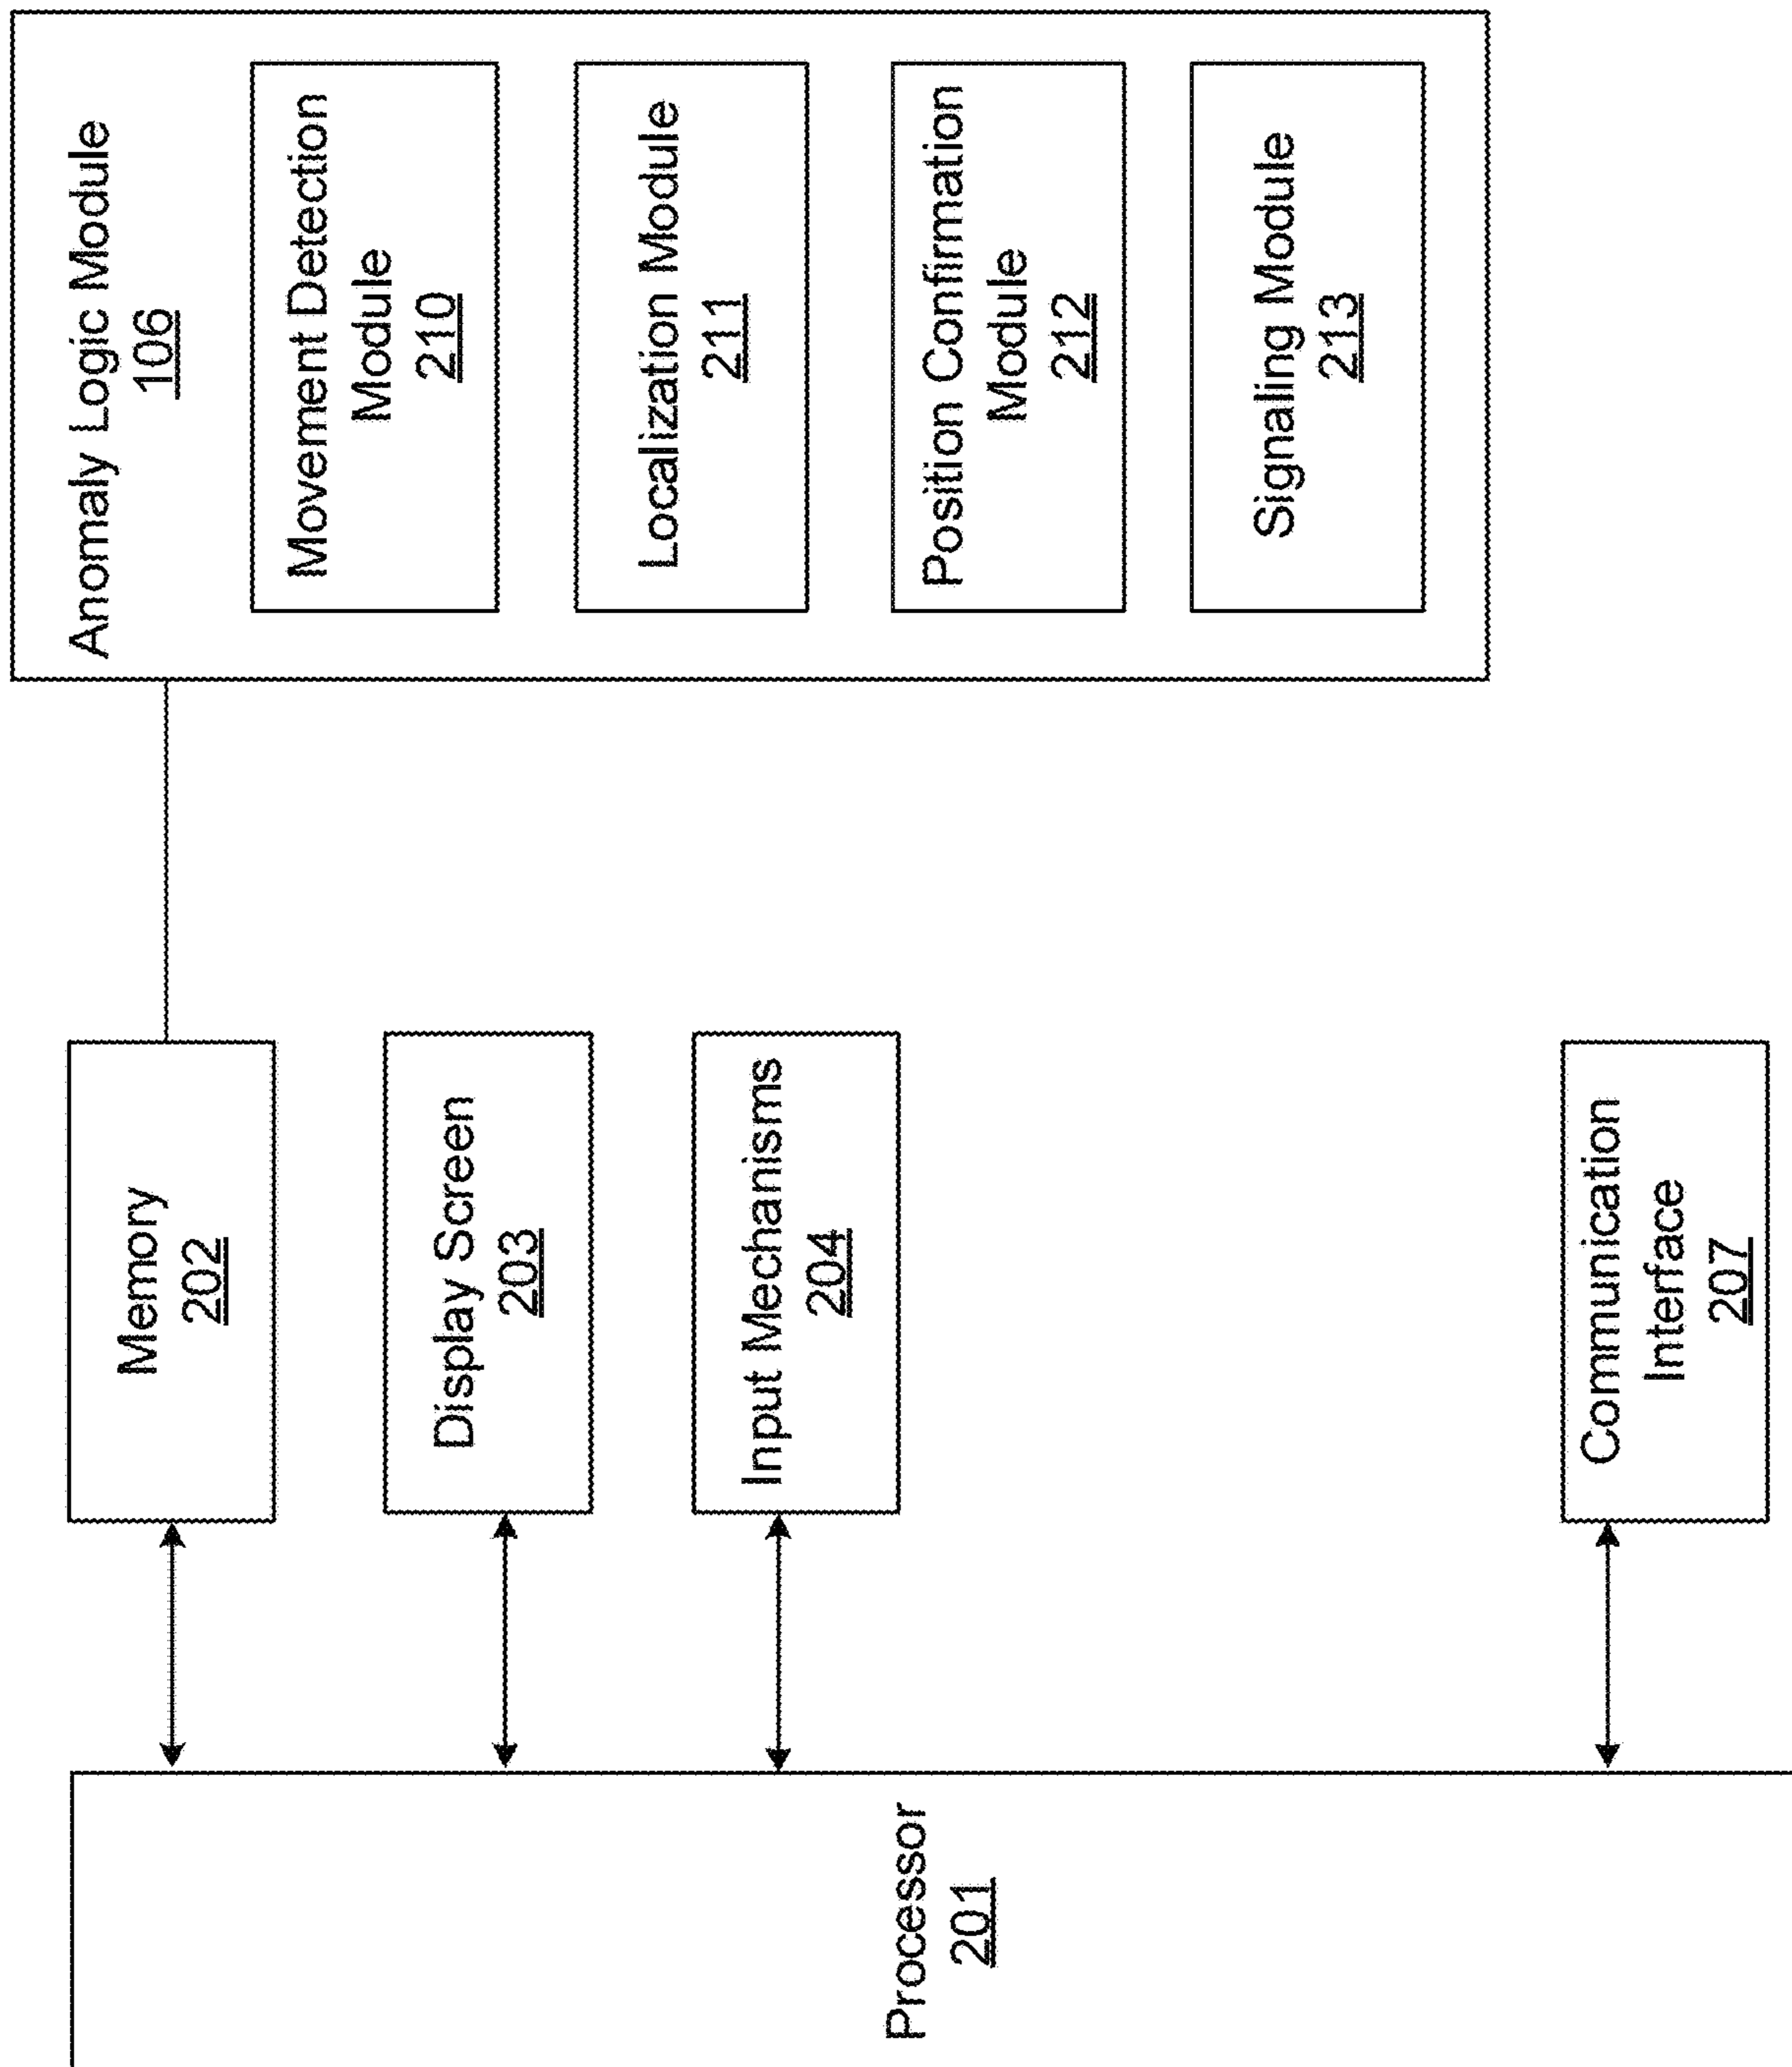 Processor
201
Memory
202
Display Screen
203
Input Mechanisms
204
Communication
Interface
207
Anomaly Logic Module
106
Movement Detection
Module
210
Localization Module
211
Position Confirmation
Module
212
Signaling Module
213